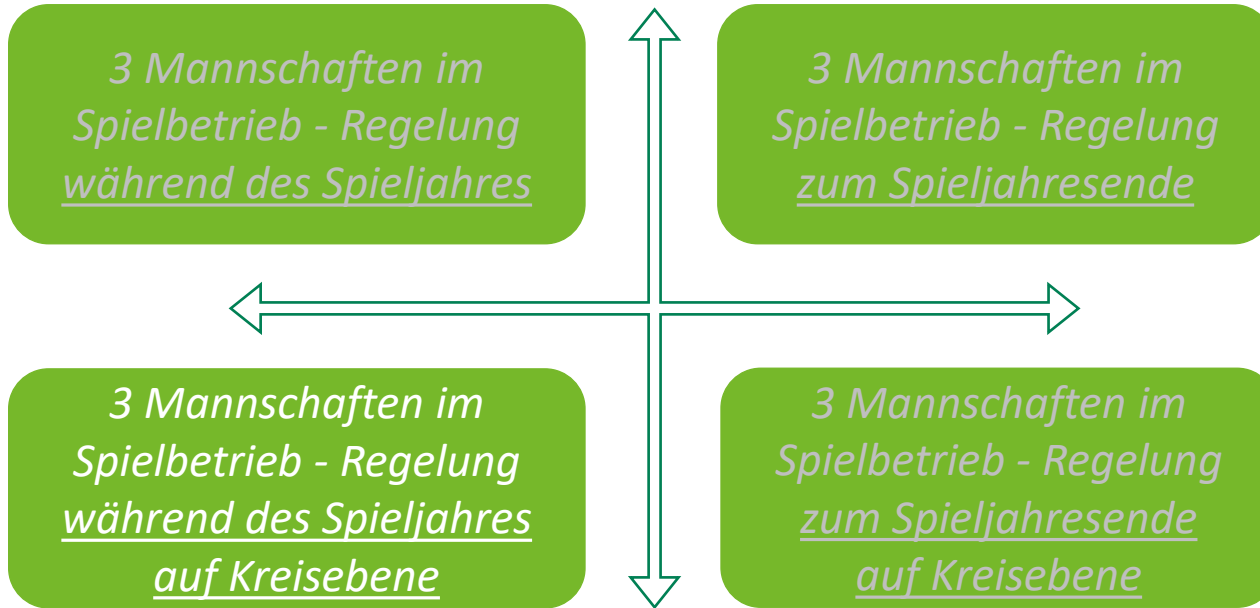 3 Mannschaften im
Spielbetrieb - Regelung
während des Spieljahres
3 Mannschaften im
Spielbetrieb - Regelung
zum Spieljahresende
3 Mannschaften im
Spielbetrieb - Regelung
während des Spieljahres
auf Kreisebene
3 Mannschaften im
Spielbetrieb - Regelung
zum Spieljahresende
auf Kreisebene